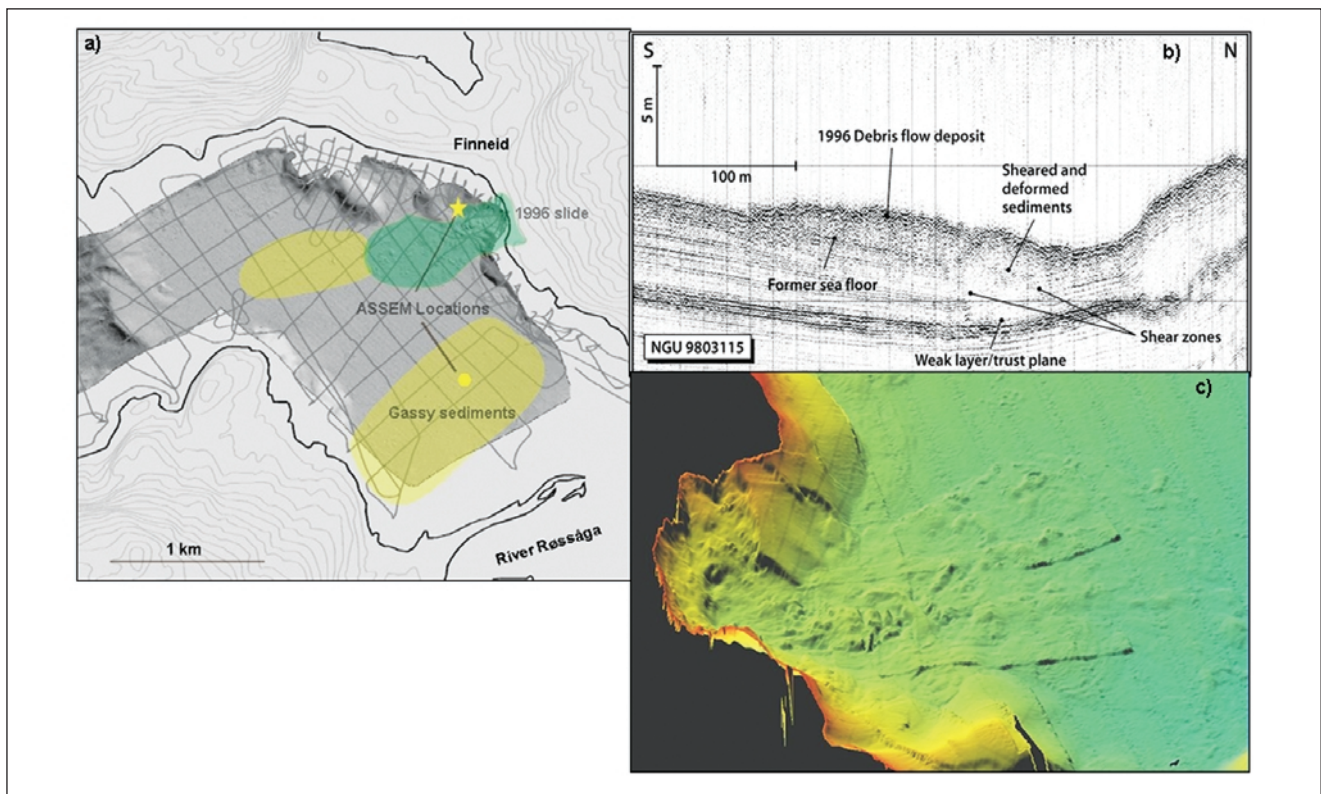 a)
Finneid
1996 slide
ASSEM Locations
Gassy sediments
1 km
River Røssåga
S
b)
N
5 m
1996 Debris flow deposit
100 m
Sheared and
deformed
sediments
Former sea floor
Shear zones
NGU 9803115
Weak layer/trust plane
c)